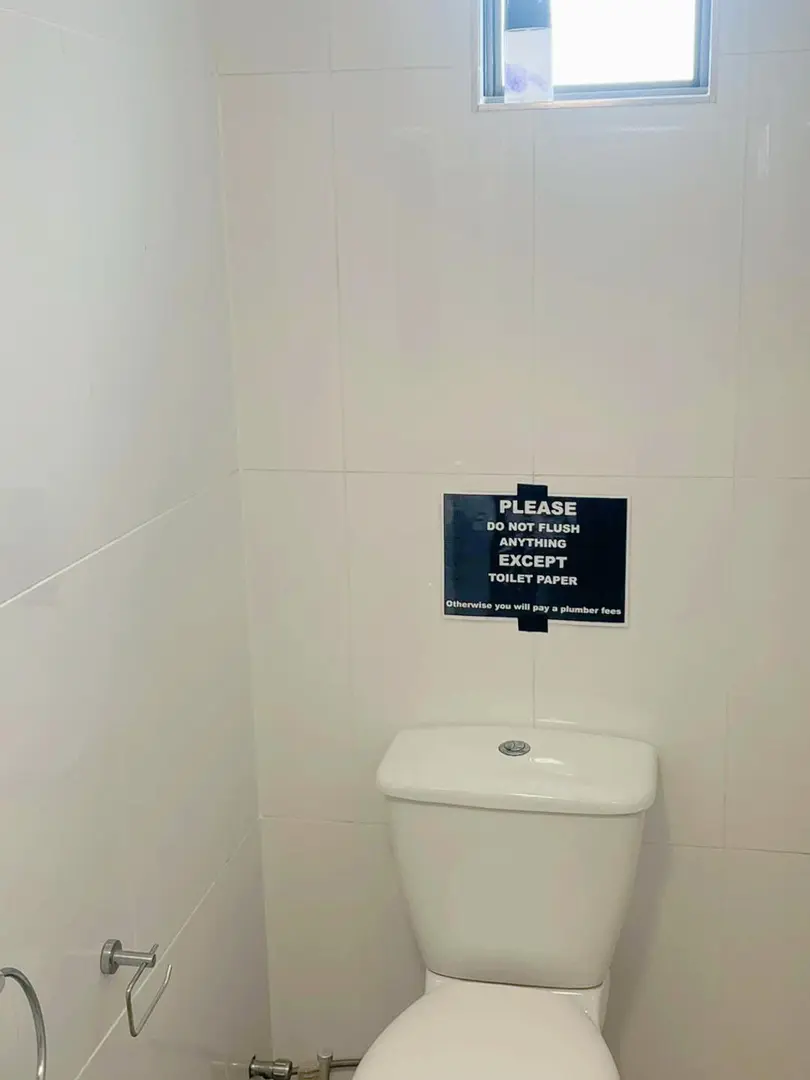 PLEASE
DO NOT FLUSH
ANYTHING
EXCEPT
TOILET PAPER
Otherwise you will pay a plumber fees